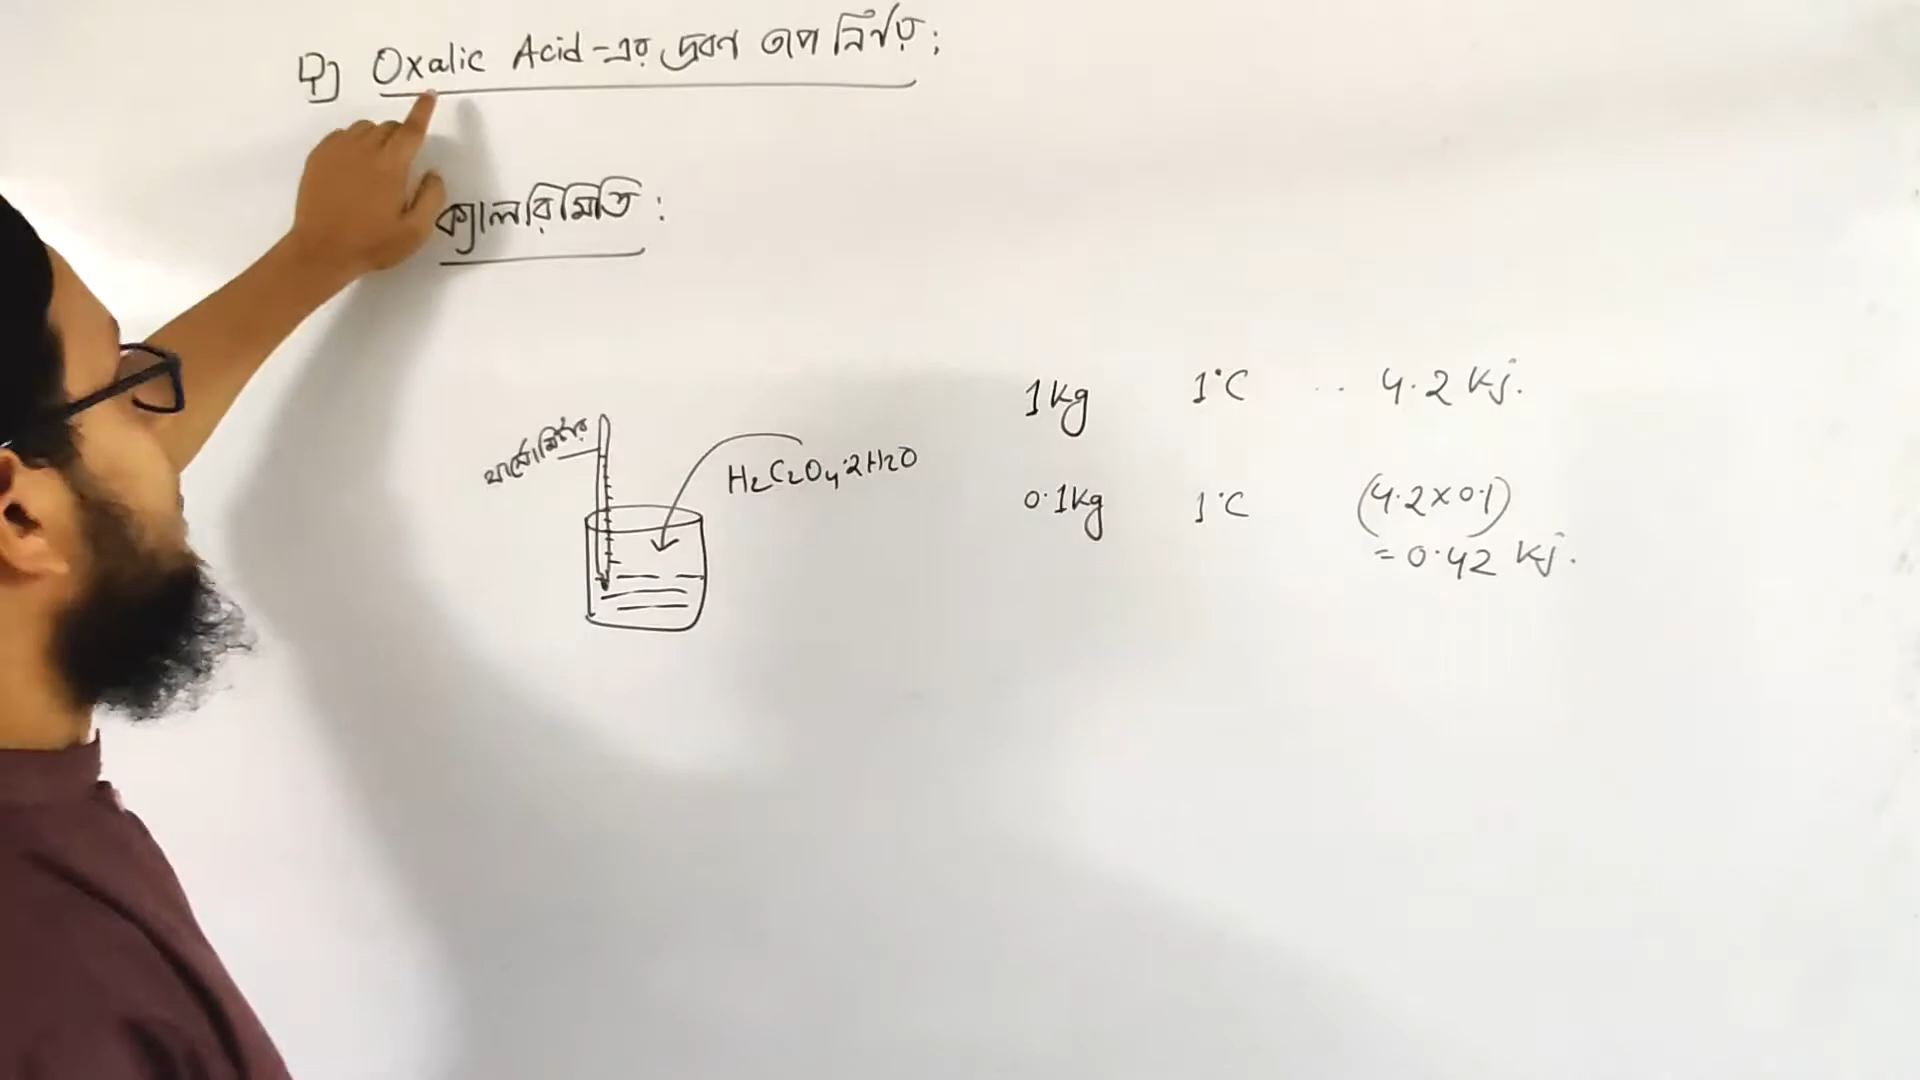 Oxalic Acid-এর দ্রবণ তাপ নির্ণয় :
ক্যালরিমিতি :
থার্মোমিটার
H₂C₂O₄·2H₂O
1kg 1°C .. 4.2 kj.
0.1kg 1°C (4.2×0.1)
= 0.42 kj.